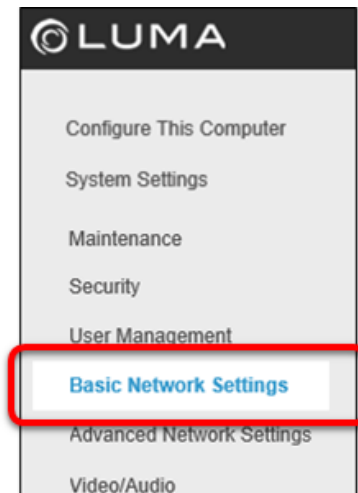 LUMA
Configure This Computer
System Settings
Maintenance
Security
User Management
Basic Network Settings
Advanced Network Settings
Video/Audio